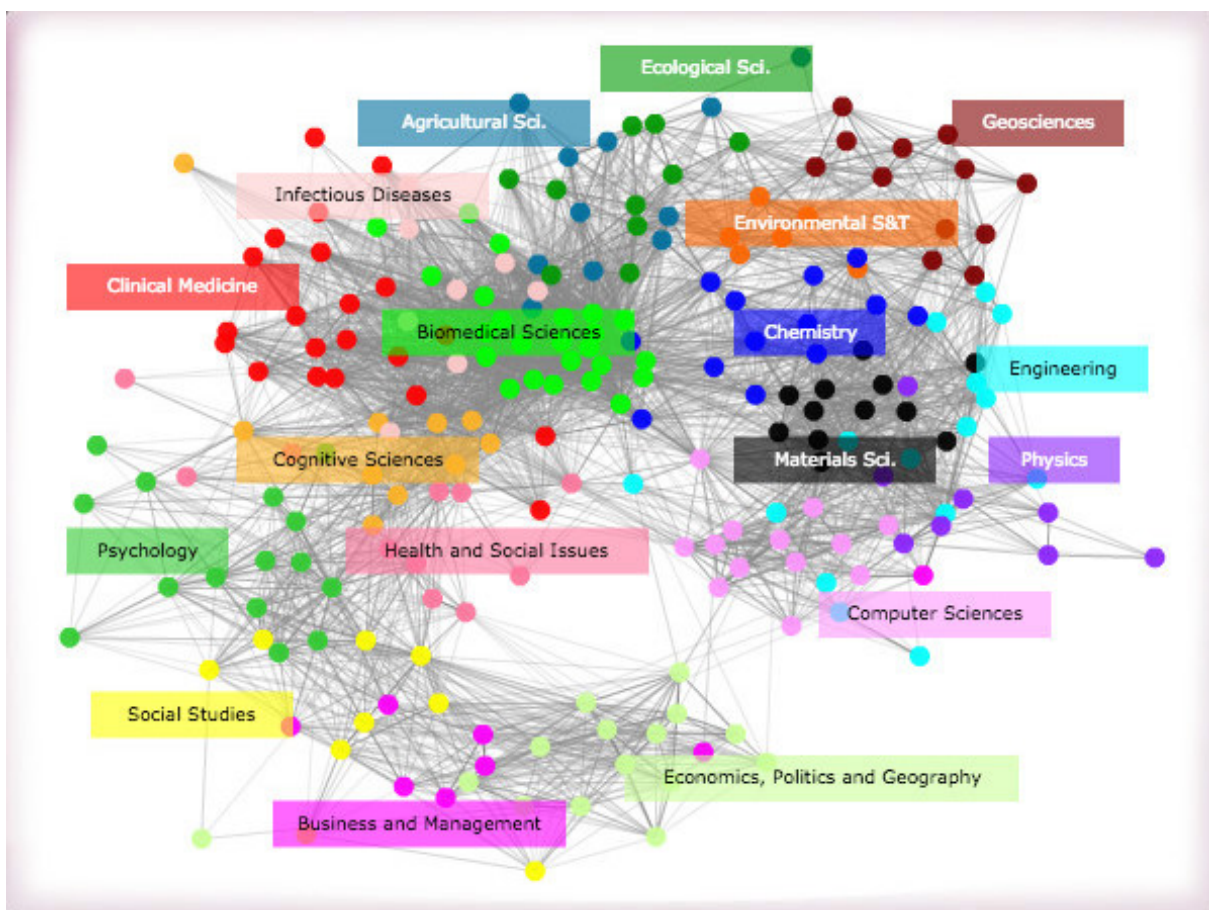 Ecological Sci.
Agricultural Sci.
Geosciences
Infectious Diseases
Environmental S&T
Clinical Medicine
Biomedical Sciences
Chemistry
Engineering
Cognitive Sciences
Materials Sci.
Physics
Psychology
Health and Social Issues
Computer Sciences
Social Studies
Economics, Politics and Geography
Business and Management